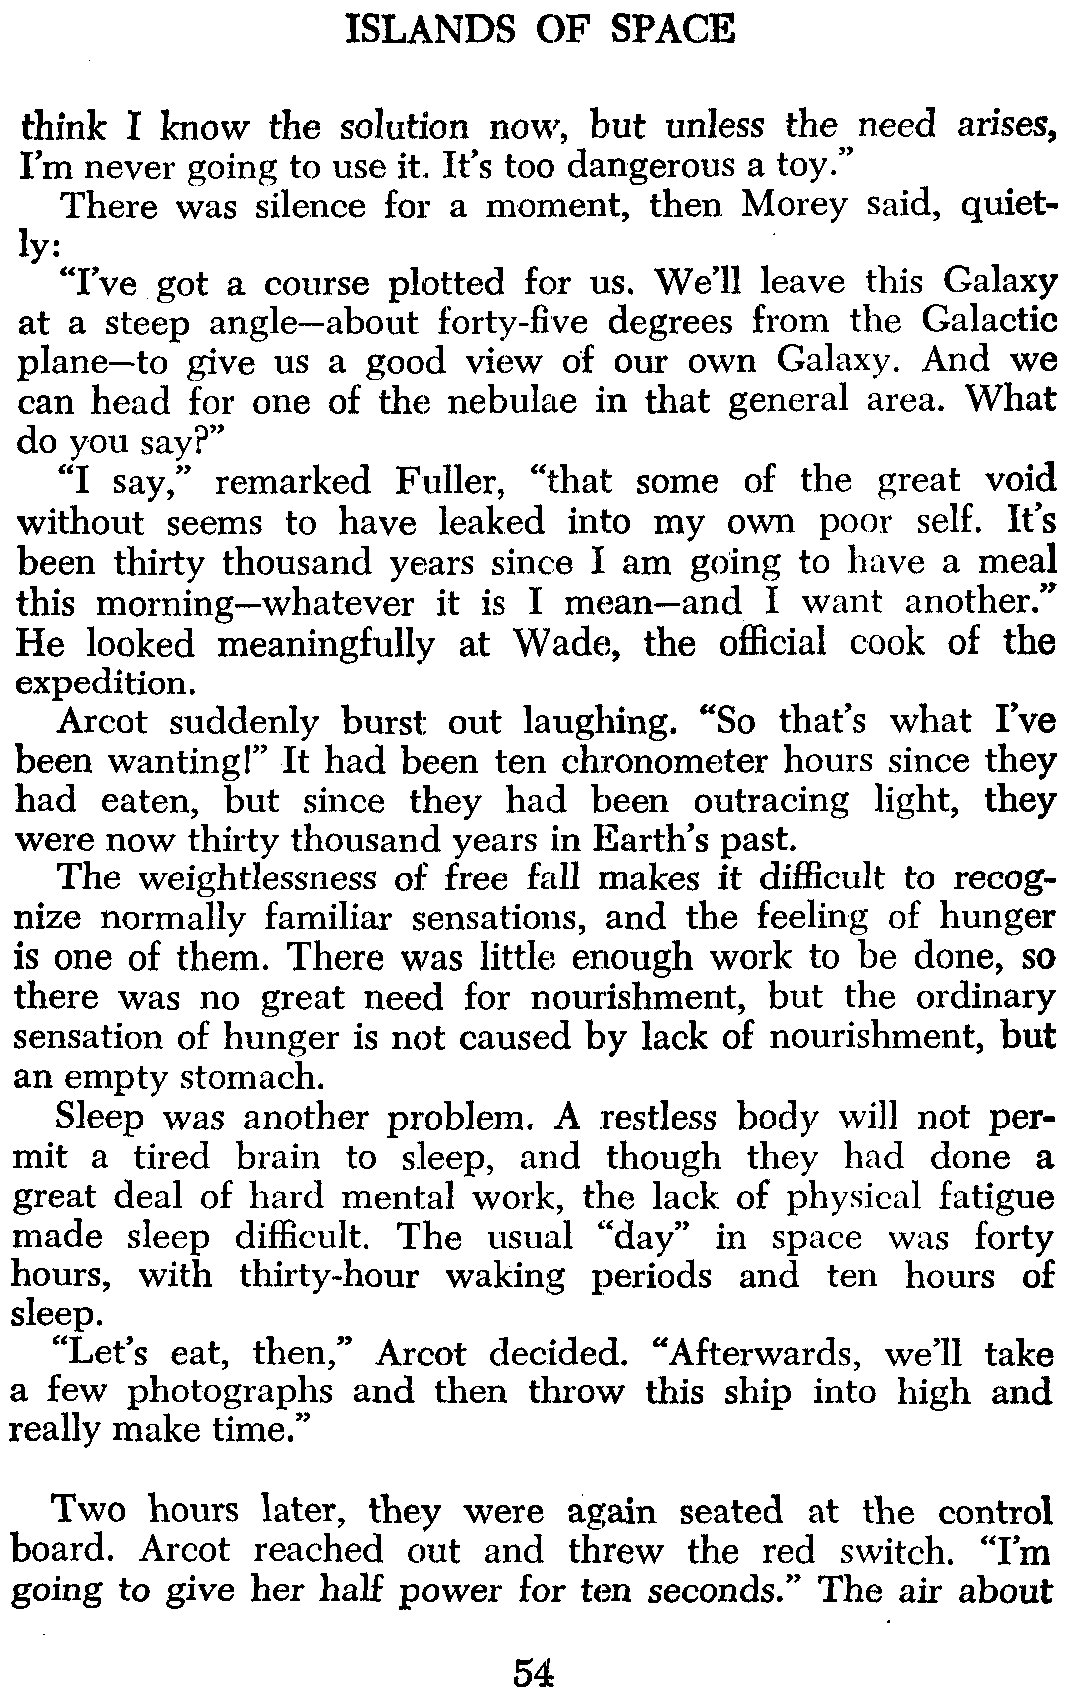 ISLANDS OF SPACE
think I know the solution now, but unless the need arises,
I'm never going to use it. It's too dangerous a toy."
There was silence for a moment, then Morey said, quiet-
ly:
"I've got a course plotted for us. We'll leave this Galaxy
at a steep angle—about forty-five degrees from the Galactic
plane—to give us a good view of our own Galaxy. And we
can head for one of the nebulae in that general area. What
do you say?"
"I say," remarked Fuller, "that some of the great void
without seems to have leaked into my own poor self. It's
been thirty thousand years since I am going to have a meal
this morning—whatever it is I mean—and I want another."
He looked meaningfully at Wade, the official cook of the
expedition.
Arcot suddenly burst out laughing. "So that's what I've
been wanting!" It had been ten chronometer hours since they
had eaten, but since they had been outracing light, they
were now thirty thousand years in Earth's past.
The weightlessness of free fall makes it difficult to recog-
nize normally familiar sensations, and the feeling of hunger
is one of them. There was little enough work to be done, so
there was no great need for nourishment, but the ordinary
sensation of hunger is not caused by lack of nourishment, but
an empty stomach.
Sleep was another problem. A restless body will not per-
mit a tired brain to sleep, and though they had done a
great deal of hard mental work, the lack of physical fatigue
made sleep difficult. The usual "day" in space was forty
hours, with thirty-hour waking periods and ten hours of
sleep.
"Let's eat, then," Arcot decided. "Afterwards, we'll take
a few photographs and then throw this ship into high and
really make time."
Two hours later, they were again seated at the control
board. Arcot reached out and threw the red switch. "I'm
going to give her half power for ten seconds." The air about
54